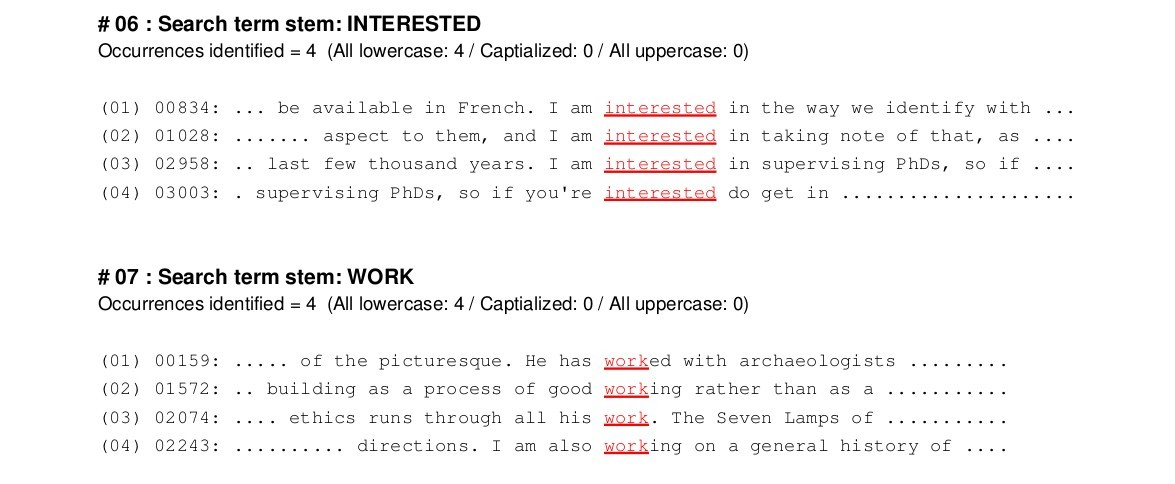 # 06 : Search term stem: INTERESTED
Occurrences identified = 4 (All lowercase: 4 / Captialized: 0 / All uppercase: 0)
(01) 00834: ... be available in French. I am interested in the way we identify with ...
(02) 01028: ....... aspect to them, and I am interested in taking note of that, as ....
(03) 02958: .. last few thousand years. I am interested in supervising PhDs, so if ....
(04) 03003: . supervising PhDs, so if you're interested do get in .....................
# 07 : Search term stem: WORK
Occurrences identified = 4 (All lowercase: 4 / Captialized: 0 / All uppercase: 0)
(01) 00159: ..... of the picturesque. He has worked with archaeologists .........
(02) 01572: .. building as a process of good working rather than as a ...........
(03) 02074: .... ethics runs through all his work. The Seven Lamps of ...........
(04) 02243: .......... directions. I am also working on a general history of ....